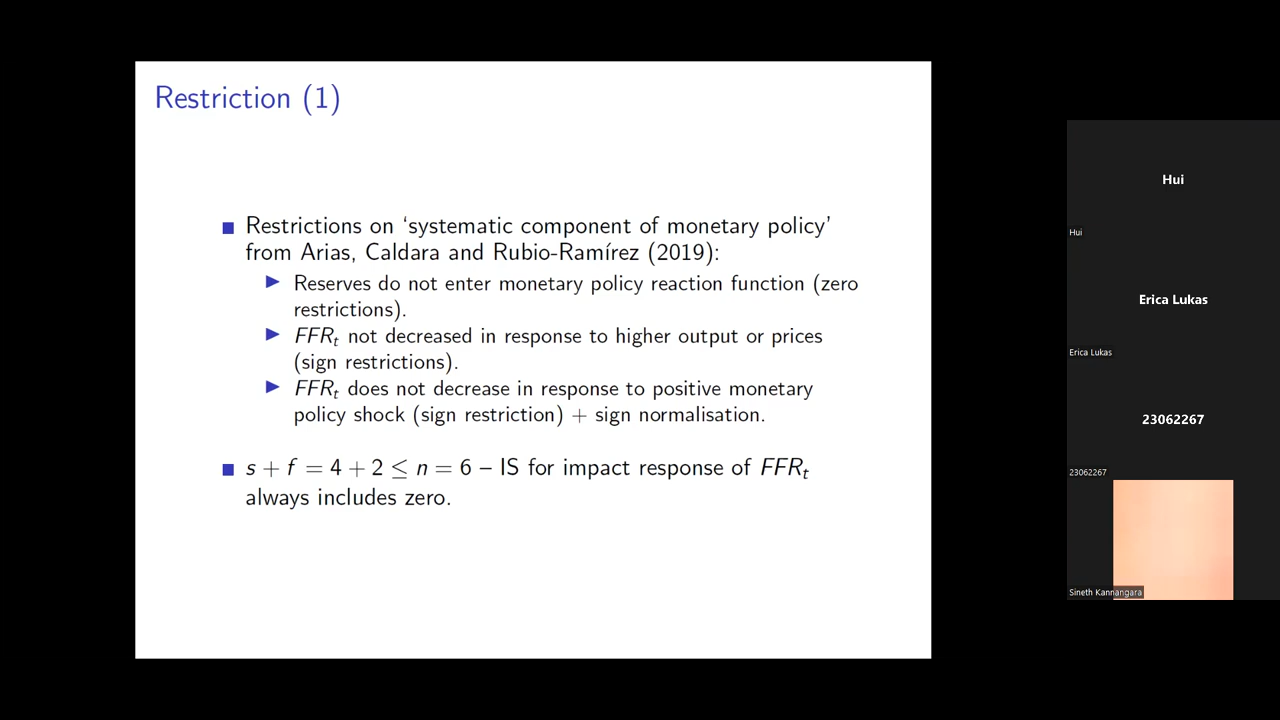 Restriction (1)
Restrictions on ‘systematic component of monetary policy’
from Arias, Caldara and Rubio-Ramírez (2019):
Reserves do not enter monetary policy reaction function (zero
restrictions).
FFRₜ not decreased in response to higher output or prices
(sign restrictions).
FFRₜ does not decrease in response to positive monetary
policy shock (sign restriction) + sign normalisation.
s + f = 4 + 2 ≤ n = 6 – IS for impact response of FFRₜ
always includes zero.
Hui
Hui
Erica Lukas
Erica Lukas
23062267
23062267
Sineth Kannangara